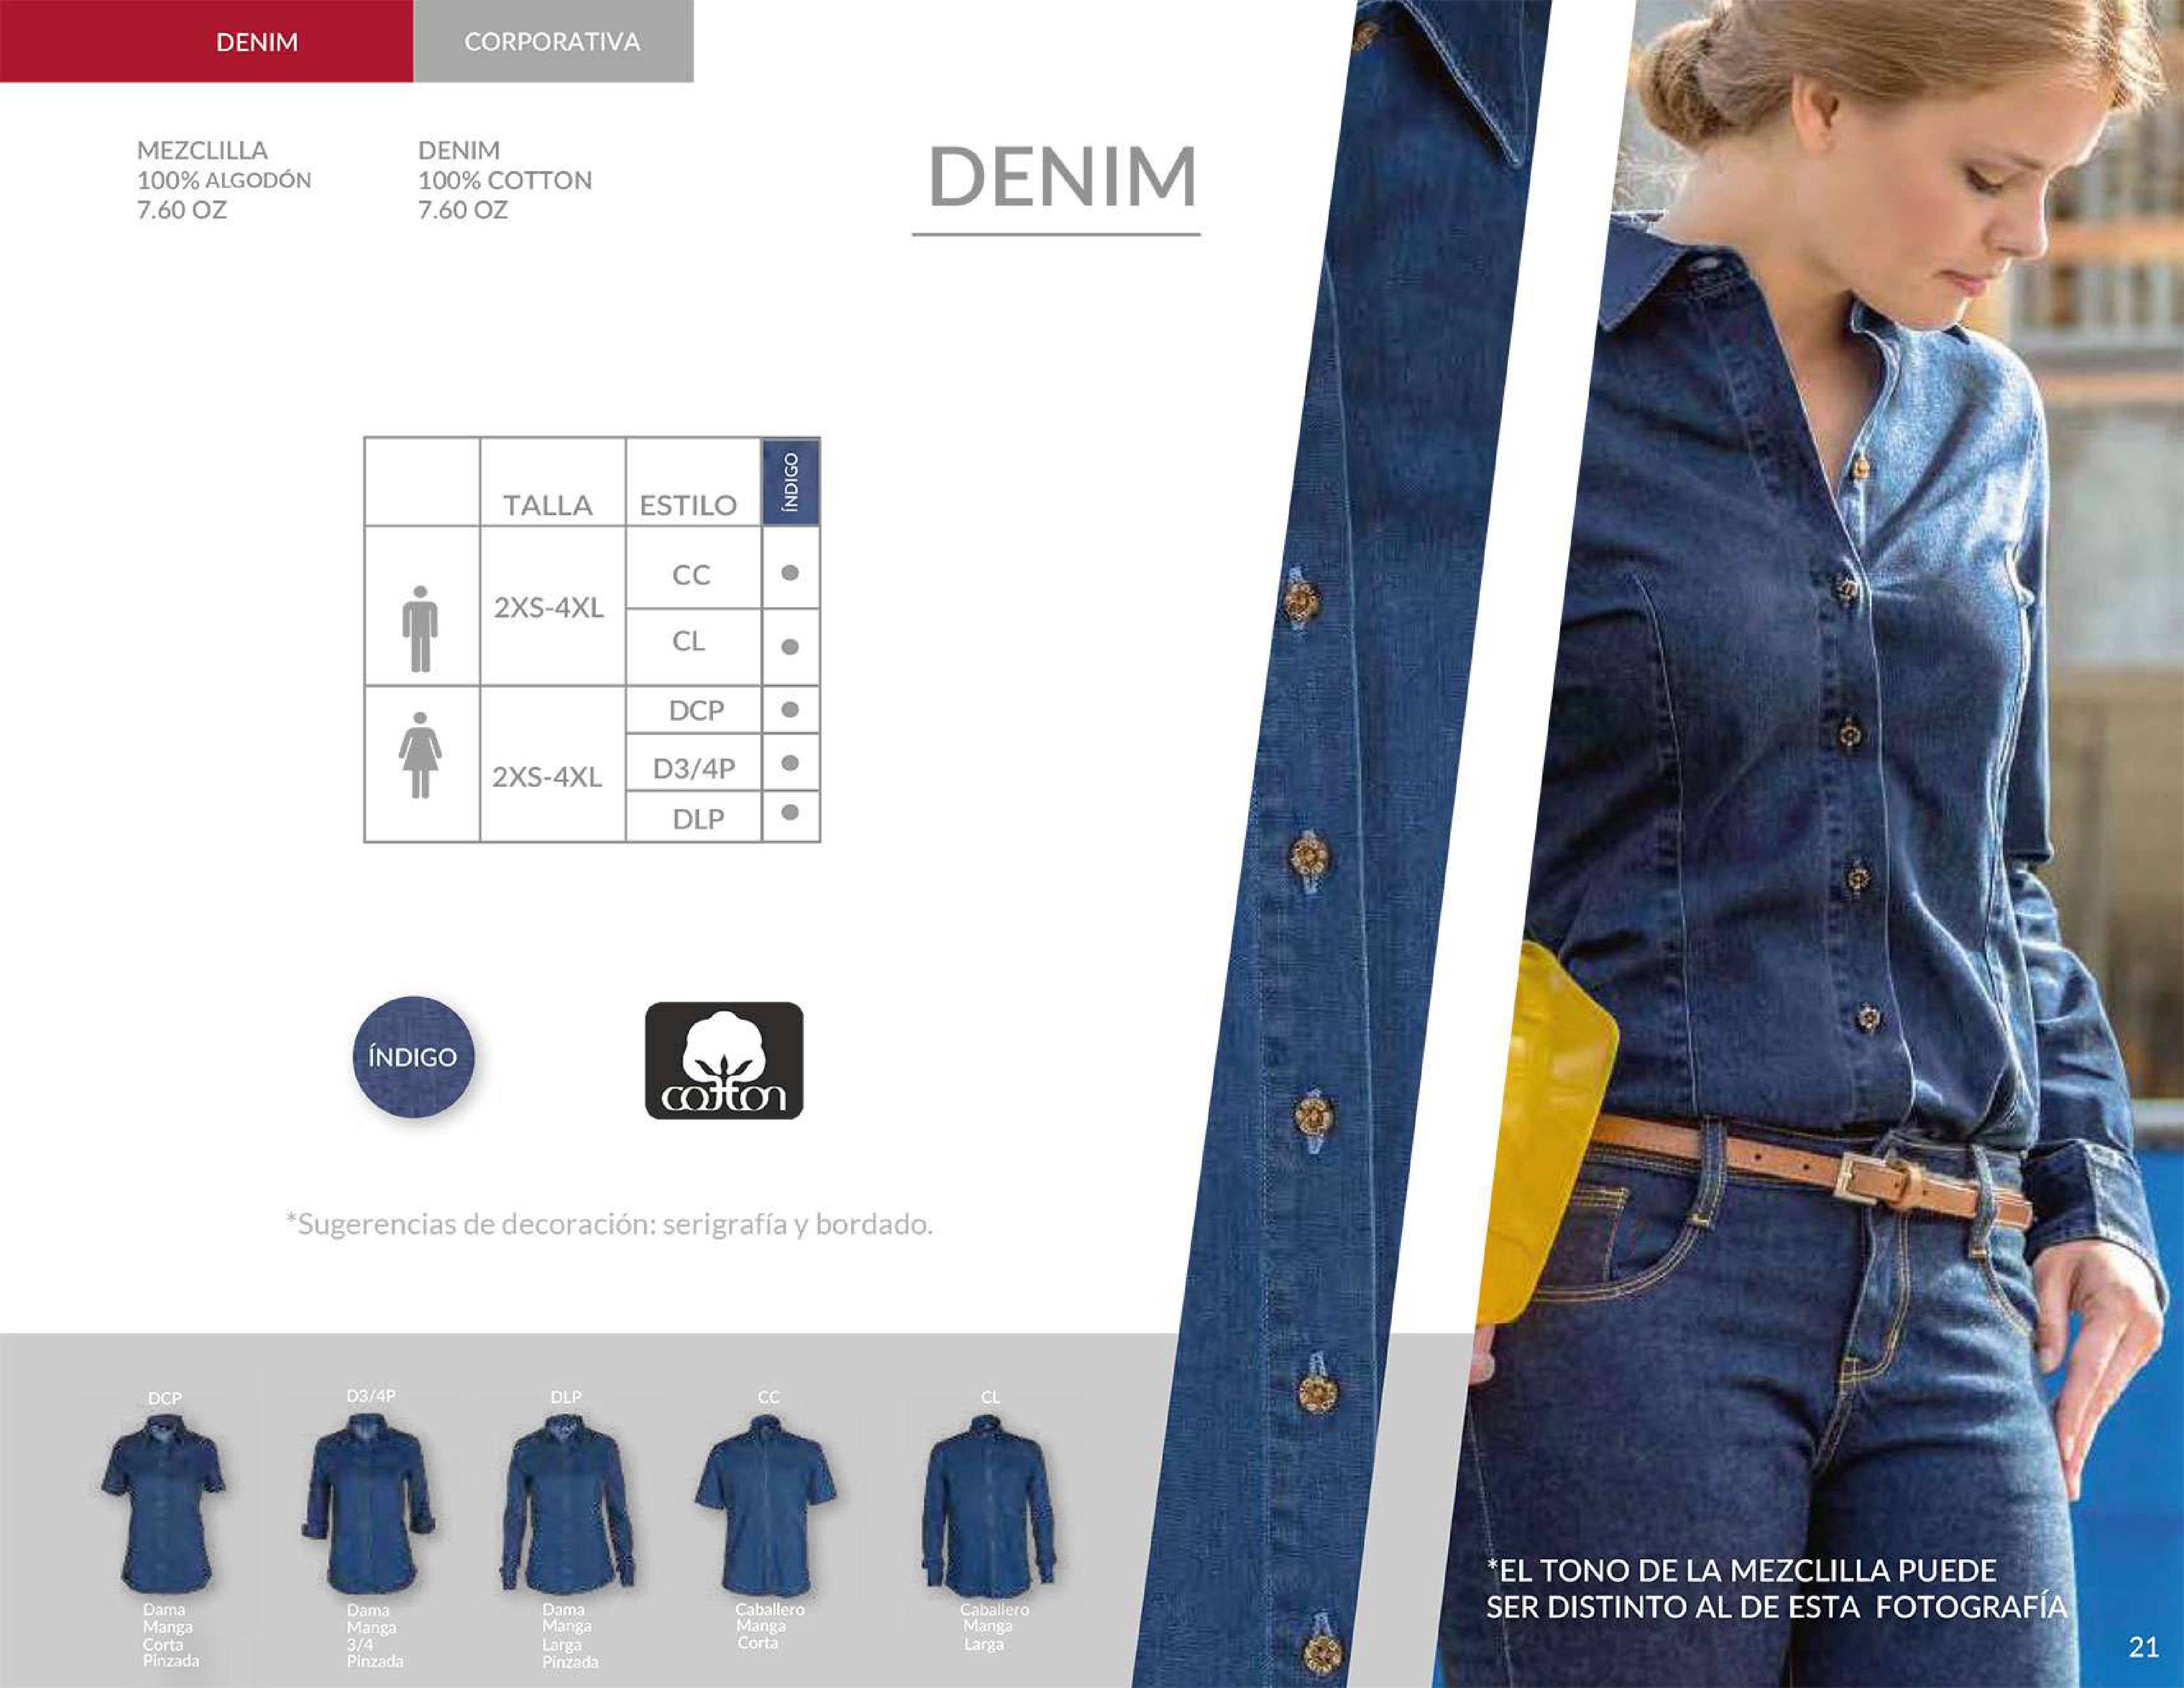 DENIM
CORPORATIVA
MEZCLILLA
100% ALGODÓN
7.60 OZ
DENIM
100% COTTON
7.60 OZ
DENIM
TALLA
ESTILO
ÍNDIGO
2XS-4XL
CC
CL
2XS-4XL
DCP
D3/4P
DLP
ÍNDIGO
cotton
*Sugerencias de decoración: serigrafía y bordado.
DCP
Dama
Manga
Corta
Pinzada
D3/4P
Dama
Manga
3/4
Pinzada
DLP
Dama
Manga
Larga
Pinzada
CC
Caballero
Manga
Corta
CL
Caballero
Manga
Larga
*EL TONO DE LA MEZCLILLA PUEDE
SER DISTINTO AL DE ESTA FOTOGRAFÍA
21